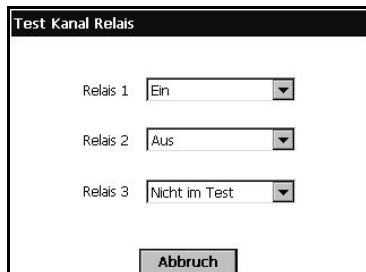 Test Kanal Relais
Relais 1 Ein
Relais 2 Aus
Relais 3 Nicht im Test
Abbruch